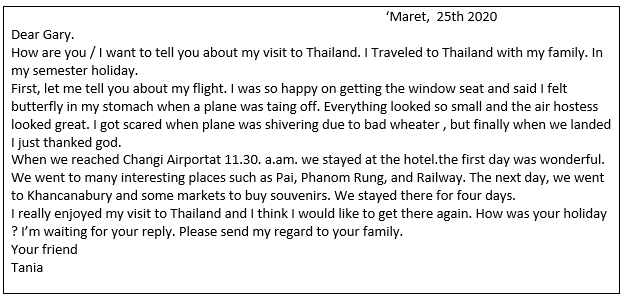 ‘Maret,  25th 2020
Dear Gary.
How are you / I want to tell you about my visit to Thailand. I Traveled to Thailand with my family. In
my semester holiday.
First, let me tell you about my flight. I was so happy on getting the window seat and said I felt
butterfly in my stomach when a plane was taing off. Everything looked so small and the air hostess
looked great. I got scared when plane was shivering due to bad wheater , but finally when we landed
I just thanked god.
When we reached Changi Airportat 11.30. a.am. we stayed at the hotel.the first day was wonderful.
We went to many interesting places such as Pai, Phanom Rung, and Railway. The next day, we went
to Khancanabury and some markets to buy souvenirs. We stayed there for four days.
I really enjoyed my visit to Thailand and I think I would like to get there again. How was your holiday
? I’m waiting for your reply. Please send my regard to your family.
Your friend
Tania